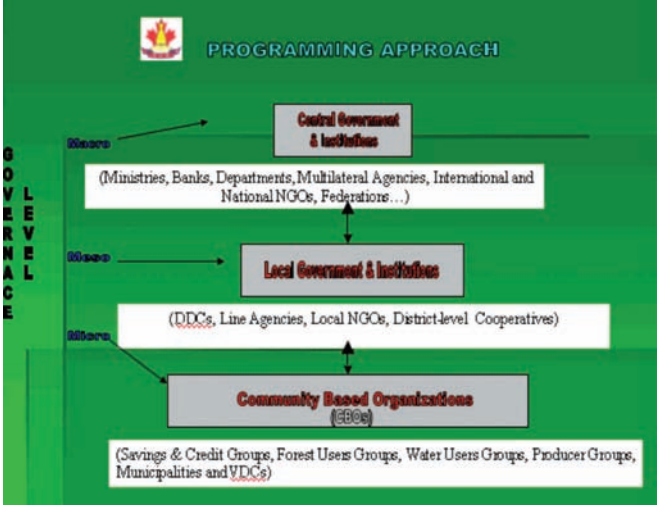 PROGRAMMING APPROACH
Central Government
& Institutions
Macro
(Ministries, Banks, Departments, Multilateral Agencies, International and
National NGOs, Federations...)
GOVERNACE
LEVEL
Meso
Local Government & Institutions
(DDCs, Line Agencies, Local NGOs, District-level Cooperatives)
Micro
Community Based Organizations
(CBOs)
(Savings & Credit Groups, Forest Users Groups, Water Users Groups, Producer Groups,
Municipalities and VDCs)